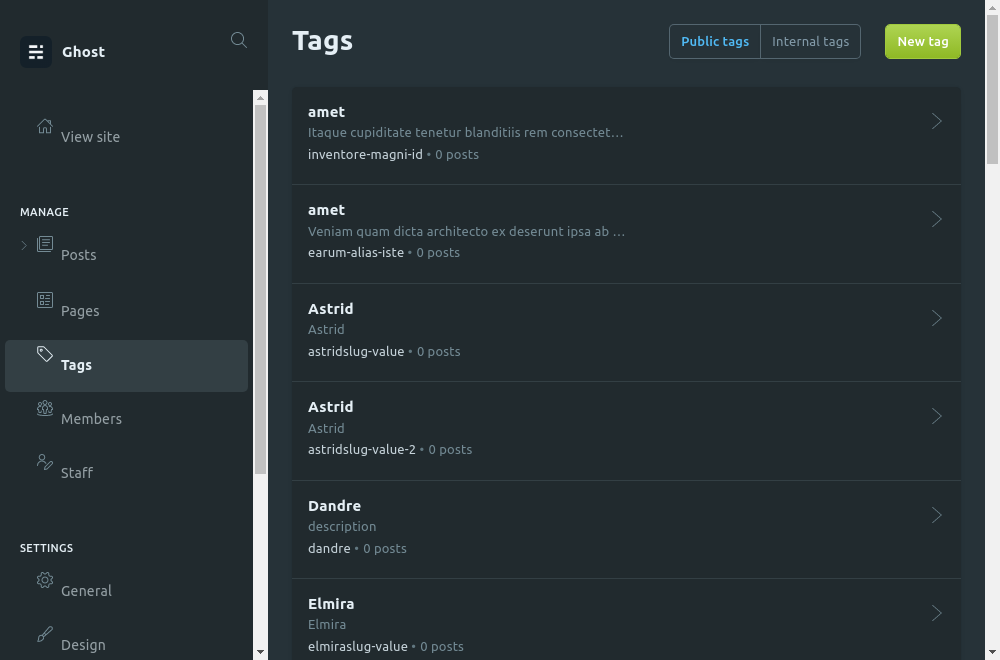 Ghost
View site
MANAGE
Posts
Pages
Tags
Members
Staff
SETTINGS
General
Design
Tags
Public tags
Internal tags
New tag
amet
Itaque cupiditate tenetur blanditiis rem consectet…
inventore-magni-id • 0 posts
amet
Veniam quam dicta architecto ex deserunt ipsa ab …
earum-alias-iste • 0 posts
Astrid
Astrid
astridslug-value • 0 posts
Astrid
Astrid
astridslug-value-2 • 0 posts
Dandre
description
dandre • 0 posts
Elmira
Elmira
elmiraslug-value • 0 posts